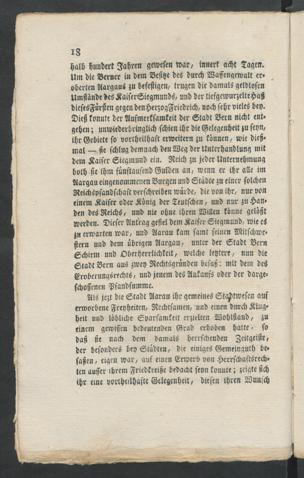 18
halb hundert Jahren gewesen war, innert acht Tagen.
Um die Berner in dem Besitze des durch Waffengewalt er-
oberten Aargaus zu befestigen, trugen die damals geldlosen
Umstände des Kaiser Siegmunds, und der tiefgewurzelte Haß
dieses Fürsten gegen den Herzog Friedrich, noch sehr vieles bey.
Dieß konnte der Aufmerksamkeit der Stadt Bern nicht ent-
gehen; unwiederbringlich schien ihr die Gelegenheit zu seyn,
ihr Gebiete so vortheilhaft erweitern zu können, wie dieß-
mal — sie schlug demnach den Weg der Unterhandlung mit
dem Kaiser Siegmund ein. Reich zu jeder Unternehmung
both sie ihm fünftausend Gulden an, wenn er ihr alle im
Aargau eingenommenen Burgen und Städte zu einer solchen
Reichspfandschaft verschreiben würde, die von ihr, nur von
einem Kaiser oder König der Teutschen, und nur zu Han-
den des Reichs, und nie ohne ihren Willen könne gelößt
werden. Dieser Antrag gefiel dem Kaiser Siegmund, wie es
zu erwarten war, und Aarau kam samt seinen Mitschwe-
stern und dem übrigen Aargau, unter der Stadt Bern
Schirm und Oberherrlichkeit, welche letztere, nun die
Stadt Bern aus zwey Rechtsgründen besaß: mit dem des
Eroberungsrechts, und jenem des Ankaufs oder der darge-
schossenen Pfandsumme.
Als jetzt die Stadt Aarau ihr gemeines Stadtwesen auf
erworbene Freyheiten, Rechtsamen, und einen durch Klug-
heit und löbliche Sparsamkeit erzielten Wohlstand, zu
einem gewissen bedeutenden Grad erhoben hatte, so
daß sie nach dem damals herrschenden Zeitgeiste,
der besonders bey Städten, die einiges Gemeingut be-
saßen, eigen war, auf einen Erwerb von Herrschaftsrech-
ten ausser ihrem Friedkreise bedacht seyn konnte; zeigte sich
ihr eine vortheilhafte Gelegenheit, diesen ihren Wunsch